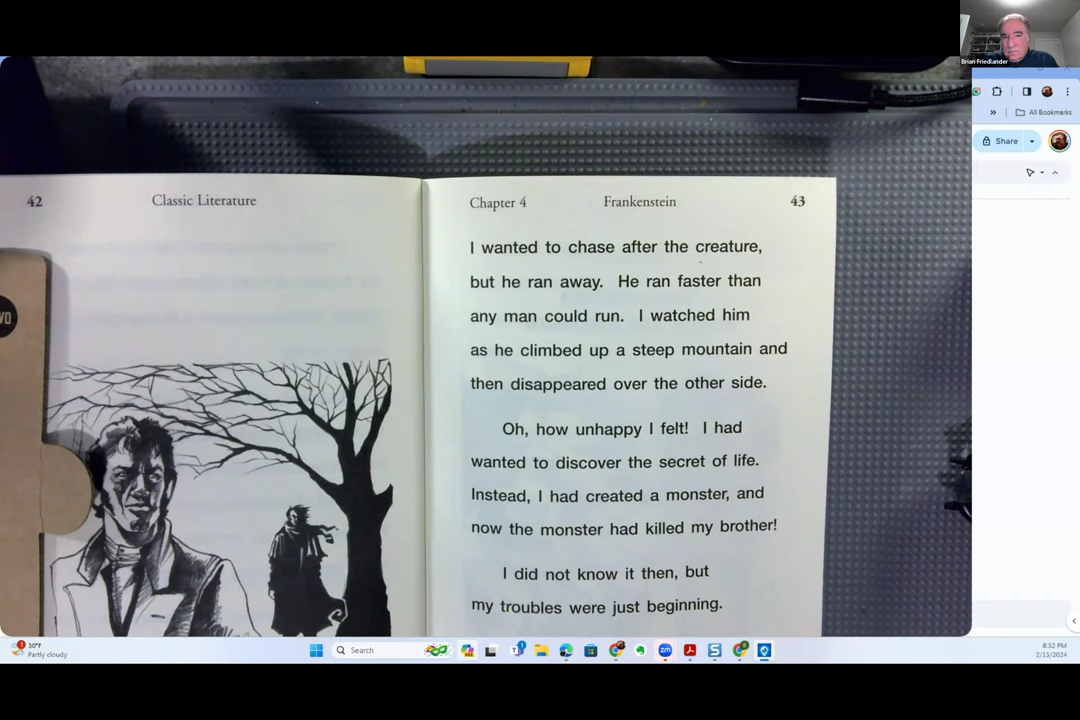 Brian Friedlander
All Bookmarks
Share
42 Classic Literature
Chapter 4 Frankenstein 43
I wanted to chase after the creature,
but he ran away. He ran faster than
any man could run. I watched him
as he climbed up a steep mountain and
then disappeared over the other side.
Oh, how unhappy I felt! I had
wanted to discover the secret of life.
Instead, I had created a monster, and
now the monster had killed my brother!
I did not know it then, but
my troubles were just beginning.
30°F
Partly cloudy
Search
8:32 PM
2/13/2024